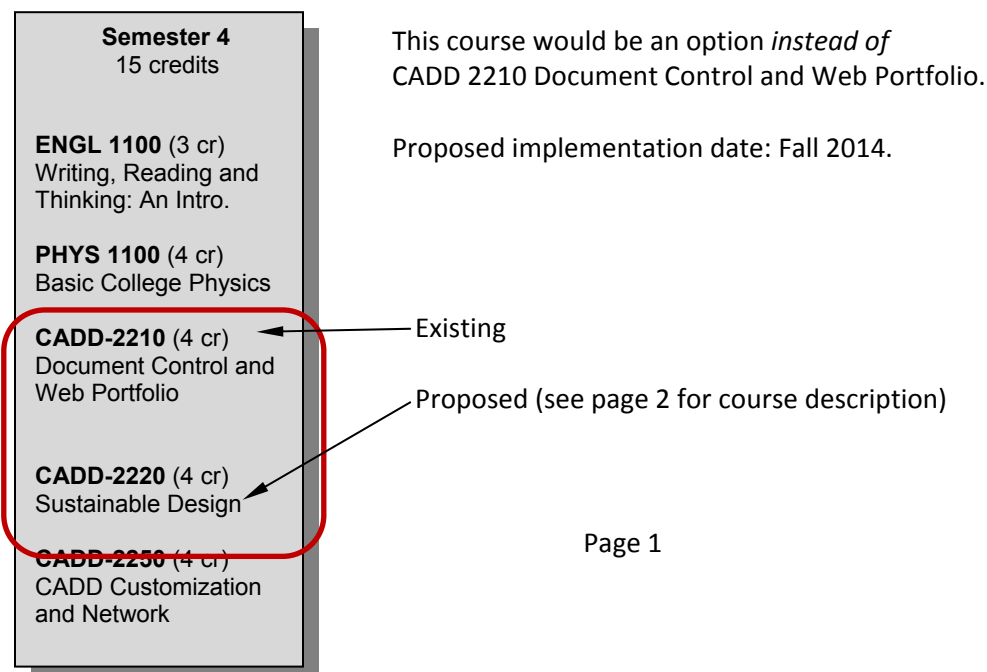 Semester 4
15 credits
ENGL 1100 (3 cr)
Writing, Reading and
Thinking: An Intro.
PHYS 1100 (4 cr)
Basic College Physics
CADD-2210 (4 cr)
Document Control and
Web Portfolio
CADD-2220 (4 cr)
Sustainable Design
CADD-2250 (4 cr)
CADD Customization
and Network
This course would be an option instead of
CADD 2210 Document Control and Web Portfolio.
Proposed implementation date: Fall 2014.
Existing
Proposed (see page 2 for course description)
Page 1